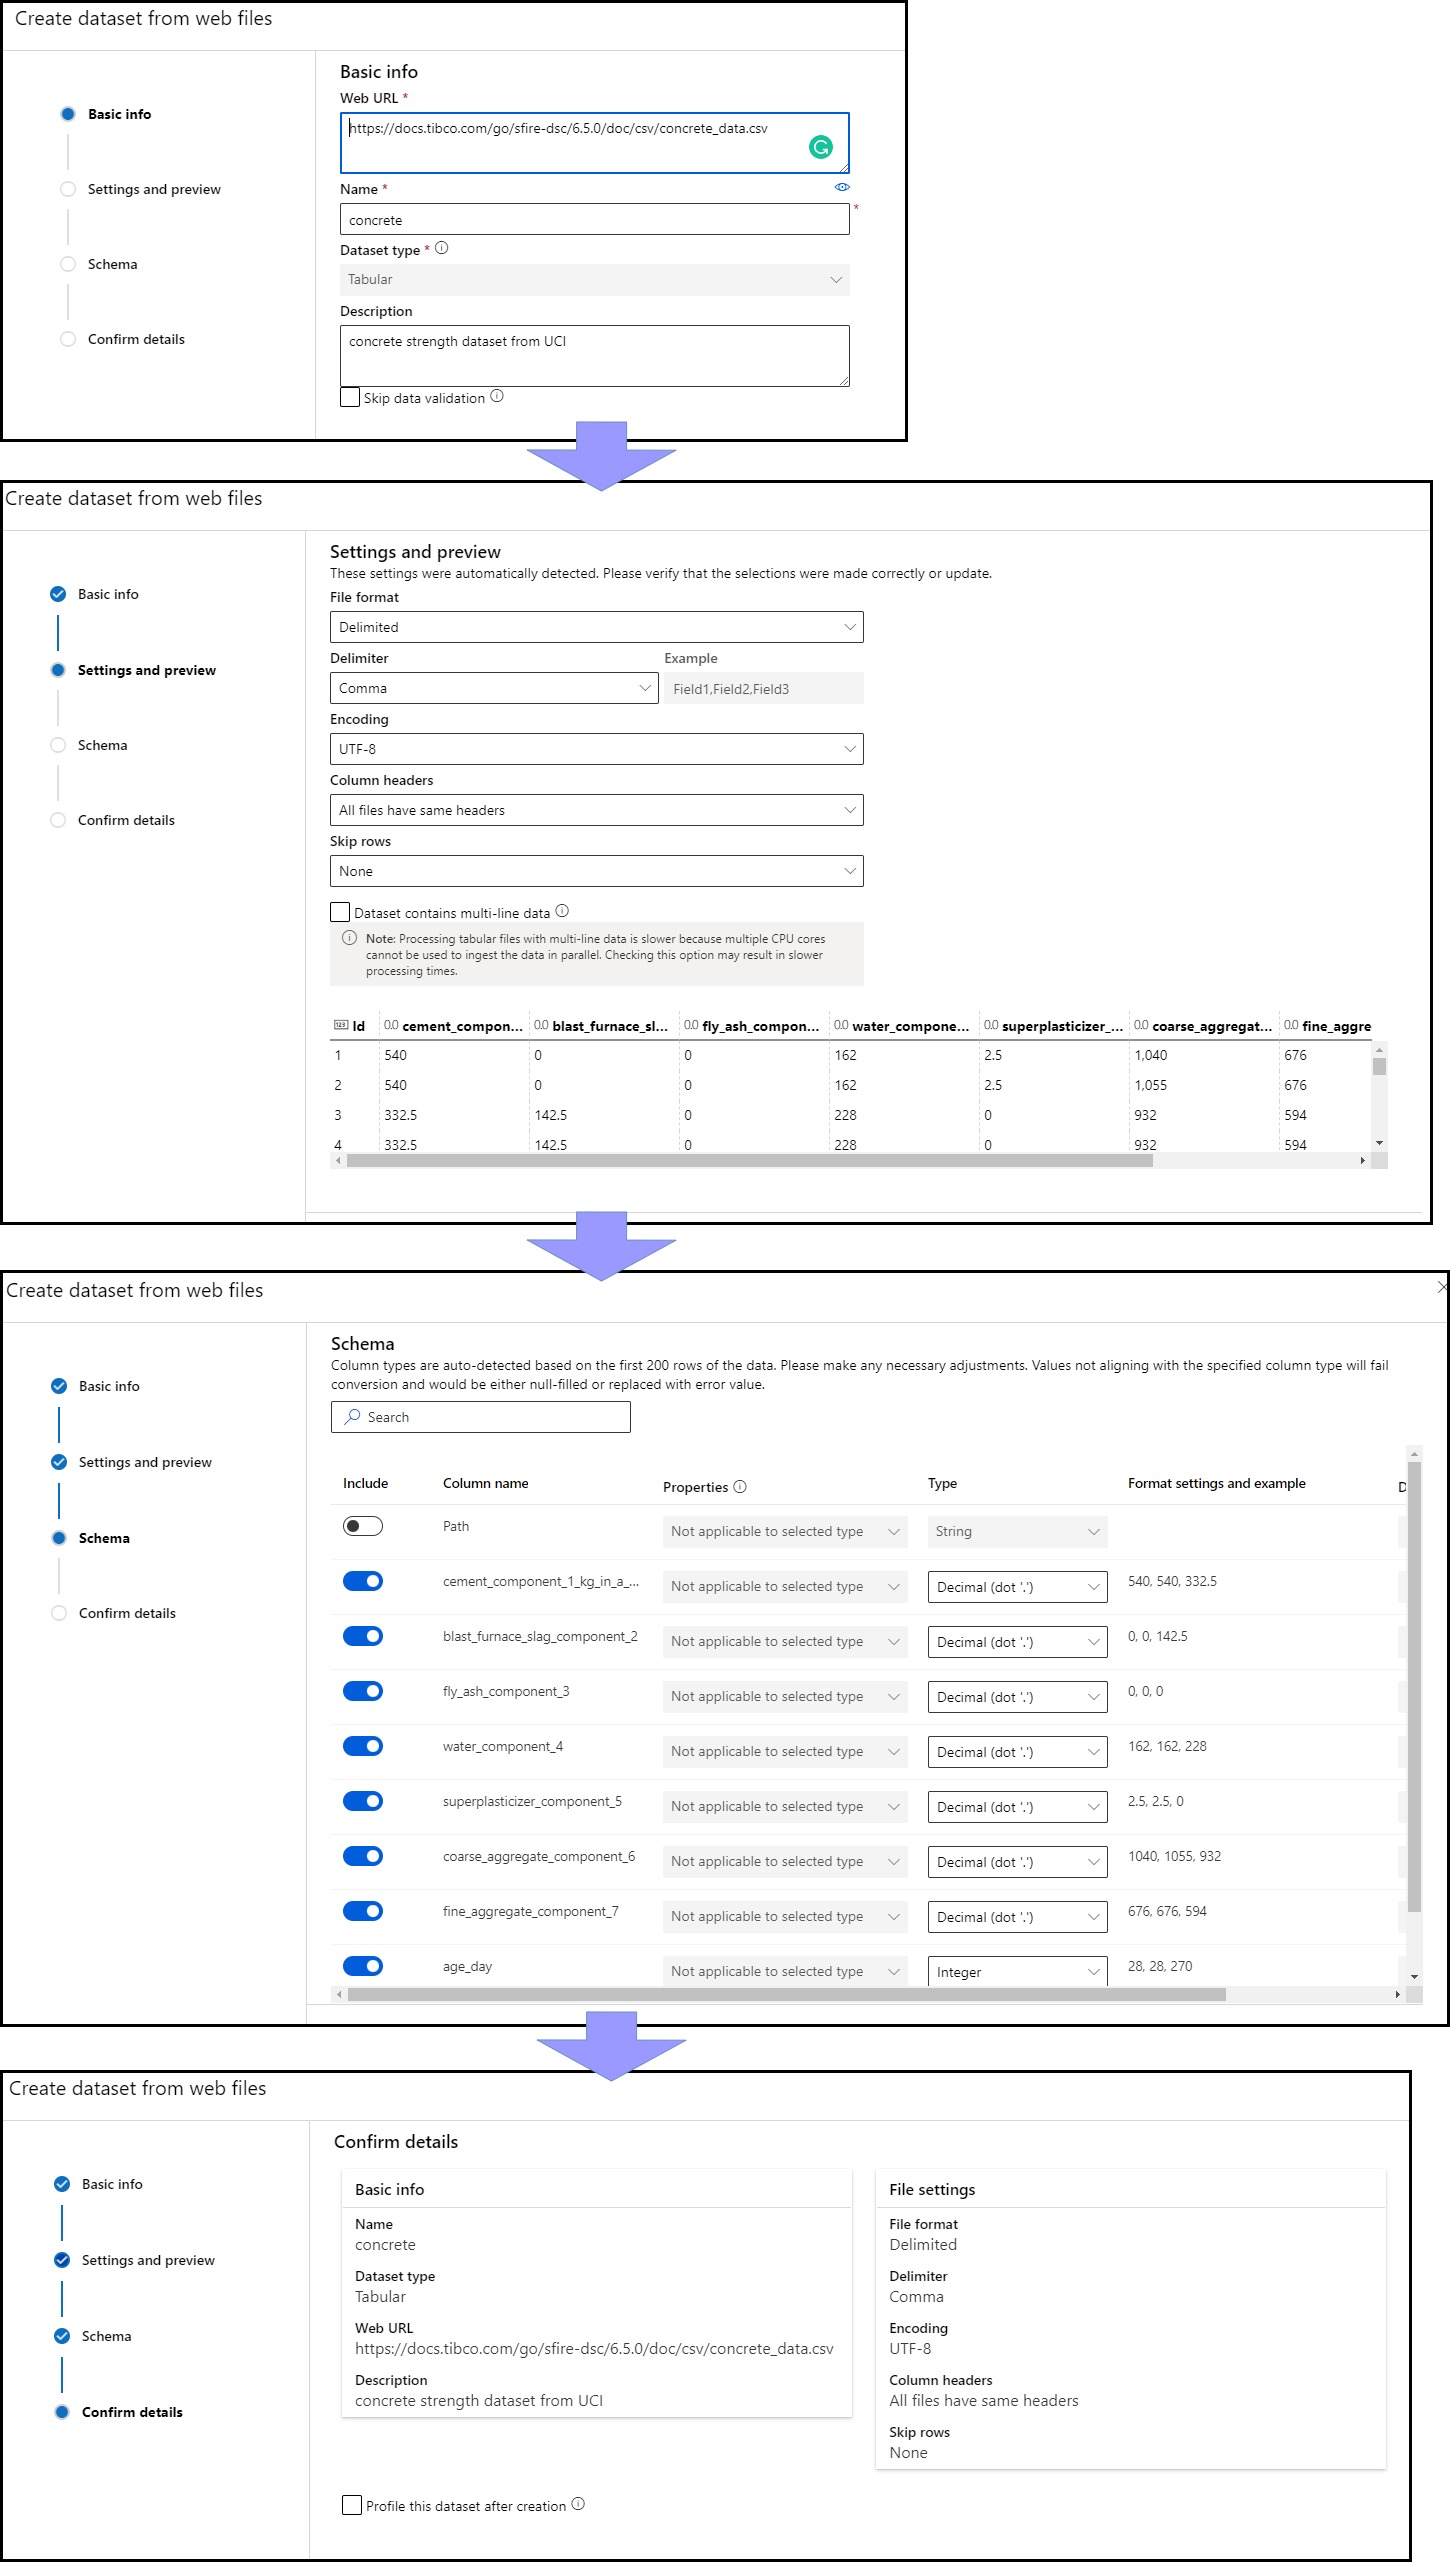 Create dataset from web files
Basic info
Settings and preview
Schema
Confirm details
Basic info
Web URL *
https://docs.tibco.com/go/sfire-dsc/6.5.0/doc/csv/concrete_data.csv
Name *
concrete
*
Dataset type *
Tabular
Description
concrete strength dataset from UCI
Skip data validation
Create dataset from web files
Basic info
Settings and preview
Schema
Confirm details
Settings and preview
These settings were automatically detected. Please verify that the selections were made correctly or update.
File format
Delimited
Delimiter Example
Comma Field1,Field2,Field3
Encoding
UTF-8
Column headers
All files have same headers
Skip rows
None
Dataset contains multi-line data
Note: Processing tabular files with multi-line data is slower because multiple CPU cores
cannot be used to ingest the data in parallel. Checking this option may result in slower
processing times.
123 Id 0.0 cement_compon... 0.0 blast_furnace_sl... 0.0 fly_ash_compon... 0.0 water_compone... 0.0 superplasticizer_... 0.0 coarse_aggregat... 0.0 fine_aggre
1 540 0 0 162 2.5 1,040 676
2 540 0 0 162 2.5 1,055 676
3 332.5 142.5 0 228 0 932 594
4 332.5 142.5 0 228 0 932 594
Create dataset from web files
Basic info
Settings and preview
Schema
Confirm details
Schema
Column types are auto-detected based on the first 200 rows of the data. Please make any necessary adjustments. Values not aligning with the specified column type will fail
conversion and would be either null-filled or replaced with error value.
Search
Include Column name Properties Type Format settings and example D
Path Not applicable to selected type String
cement_component_1_kg_in_a_... Not applicable to selected type Decimal (dot '.') 540, 540, 332.5
blast_furnace_slag_component_2 Not applicable to selected type Decimal (dot '.') 0, 0, 142.5
fly_ash_component_3 Not applicable to selected type Decimal (dot '.') 0, 0, 0
water_component_4 Not applicable to selected type Decimal (dot '.') 162, 162, 228
superplasticizer_component_5 Not applicable to selected type Decimal (dot '.') 2.5, 2.5, 0
coarse_aggregate_component_6 Not applicable to selected type Decimal (dot '.') 1040, 1055, 932
fine_aggregate_component_7 Not applicable to selected type Decimal (dot '.') 676, 676, 594
age_day Not applicable to selected type Integer 28, 28, 270
Create dataset from web files
Basic info
Settings and preview
Schema
Confirm details
Confirm details
Basic info
Name
concrete
Dataset type
Tabular
Web URL
https://docs.tibco.com/go/sfire-dsc/6.5.0/doc/csv/concrete_data.csv
Description
concrete strength dataset from UCI
File settings
File format
Delimited
Delimiter
Comma
Encoding
UTF-8
Column headers
All files have same headers
Skip rows
None
Profile this dataset after creation